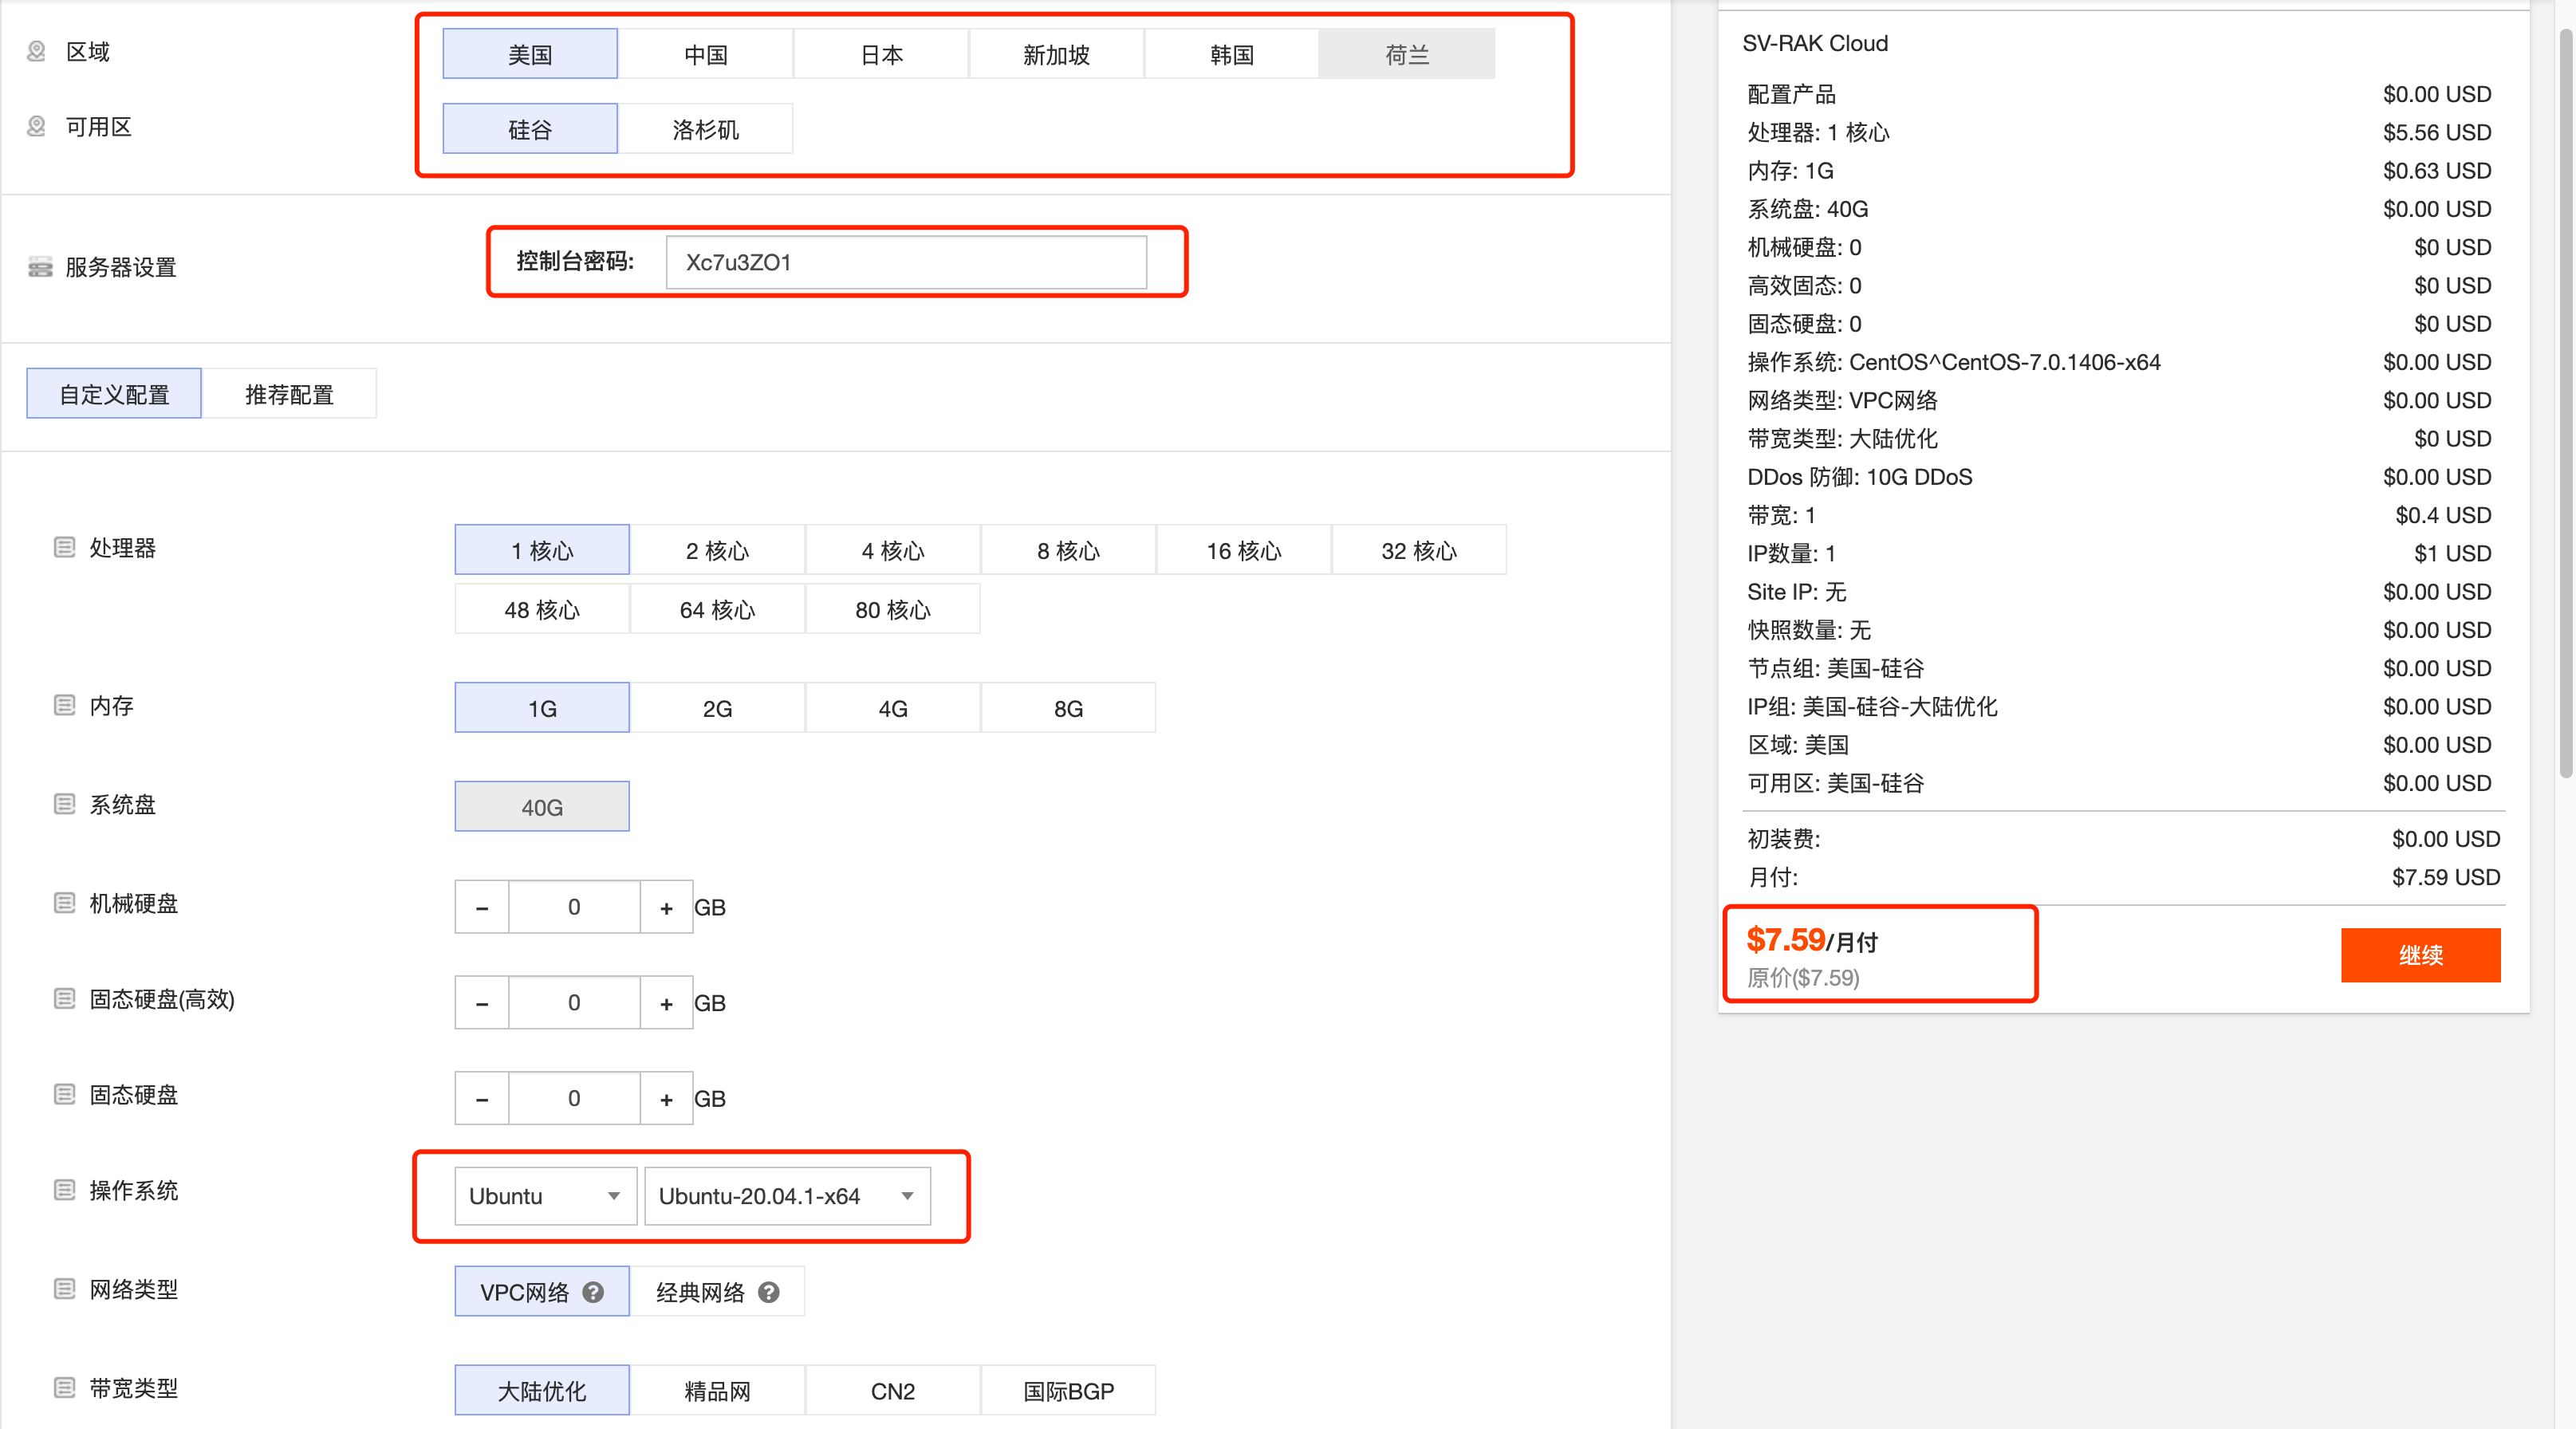 区域
美国 中国 日本 新加坡 韩国 荷兰
可用区
硅谷 洛杉矶
服务器设置
控制台密码: Xc7u3ZO1
自定义配置 推荐配置
处理器
1 核心 2 核心 4 核心 8 核心 16 核心 32 核心
48 核心 64 核心 80 核心
内存
1G 2G 4G 8G
系统盘
40G
机械硬盘
– 0 + GB
固态硬盘(高效)
– 0 + GB
固态硬盘
– 0 + GB
操作系统
Ubuntu Ubuntu-20.04.1-x64
网络类型
VPC网络 ? 经典网络 ?
带宽类型
大陆优化 精品网 CN2 国际BGP
SV-RAK Cloud
配置产品 $0.00 USD
处理器: 1 核心 $5.56 USD
内存: 1G $0.63 USD
系统盘: 40G $0.00 USD
机械硬盘: 0 $0 USD
高效固态: 0 $0 USD
固态硬盘: 0 $0 USD
操作系统: CentOS^CentOS-7.0.1406-x64 $0.00 USD
网络类型: VPC网络 $0.00 USD
带宽类型: 大陆优化 $0 USD
DDos 防御: 10G DDoS $0.00 USD
带宽: 1 $0.4 USD
IP数量: 1 $1 USD
Site IP: 无 $0.00 USD
快照数量: 无 $0.00 USD
节点组: 美国-硅谷 $0.00 USD
IP组: 美国-硅谷-大陆优化 $0.00 USD
区域: 美国 $0.00 USD
可用区: 美国-硅谷 $0.00 USD
初装费: $0.00 USD
月付: $7.59 USD
$7.59/月付
原价($7.59)
继续